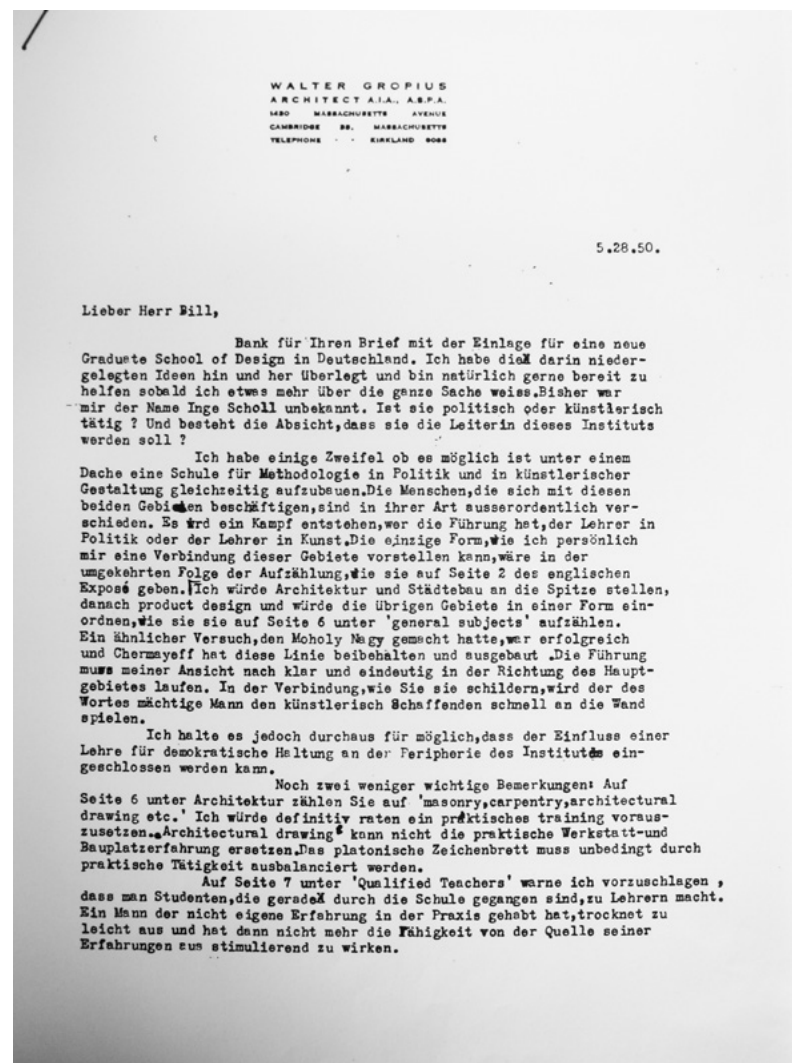 WALTER GROPIUS
ARCHITECT A.I.A., A.S.P.A.
MASSACHUSETTS AVENUE
CAMBRIDGE 38, MASSACHUSETTS
TELEPHONE - - KIRKLAND
5.28.50.
Lieber Herr Bill,
Bank für Ihren Brief mit der Einlage für eine neue
Graduate School of Design in Deutschland. Ich habe die darin nieder-
gelegten Ideen hin und her überlegt und bin natürlich gerne bereit zu
helfen sobald ich etwas mehr über die ganze Sache weiss.Bisher war
mir der Name Inge Scholl unbekannt. Ist sie politisch oder künstlerisch
tätig ? Und besteht die Absicht,dass sie die Leiterin dieses Instituts
werden soll ?
Ich habe einige Zweifel ob es möglich ist unter einem
Dache eine Schule für Methodologie in Politik und in künstlerischer
Gestaltung gleichzeitig aufzubauen.Die Menschen,die sich mit diesen
beiden Gebieten beschäftigen,sind in ihrer Art ausserordentlich ver-
schieden. Es wrd ein Kampf entstehen,wer die Führung hat,der Lehrer in
Politik oder der Lehrer in Kunst.Die einzige Form,wie ich persönlich
mir eine Verbindung dieser Gebiete vorstellen kann,wäre in der
umgekehrten Folge der Aufzählung,wie sie auf Seite 2 des englischen
Exposé geben. Ich würde Architektur und Städtebau an die Spitze stellen,
danach product design und würde die übrigen Gebiete in einer Form ein-
ordnen,wie sie sie auf Seite 6 unter 'general subjects' aufzählen.
Ein ähnlicher Versuch,den Moholy Nagy gemacht hatte,war erfolgreich
und Chermayeff hat diese Linie beibehalten und ausgebaut .Die Führung
muss meiner Ansicht nach klar und eindeutig in der Richtung des Haupt-
gebietes laufen. In der Verbindung,wie Sie sie schildern,wird der des
Wortes mächtige Mann den künstlerisch Schaffenden schnell an die Wand
spielen.
Ich halte es jedoch durchaus für möglich,dass der Einfluss einer
Lehre für demokratische Haltung an der Peripherie des Instituts ein-
geschlossen werden kann.
Noch zwei weniger wichtige Bemerkungen: Auf
Seite 6 unter Architektur zählen Sie auf 'masonry,carpentry,architectural
drawing etc.' Ich würde definitiv raten ein praktisches training voraus-
zusetzen. Architectural drawing' kann nicht die praktische Werkstatt-und
Bauplatzerfahrung ersetzen.Das platonische Zeichenbrett muss unbedingt durch
praktische Tätigkeit ausbalanciert werden.
Auf Seite 7 unter 'Qualified Teachers' warne ich vorzuschlagen ,
dass man Studenten,die gerade durch die Schule gegangen sind,zu Lehrern macht.
Ein Mann der nicht eigene Erfahrung in der Praxis gehabt hat,trocknet zu
leicht aus und hat dann nicht mehr die Fähigkeit von der Quelle seiner
Erfahrungen aus stimulierend zu wirken.